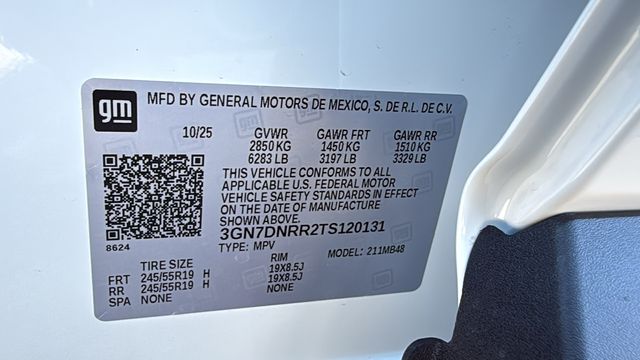 gm MFD BY GENERAL MOTORS DE MEXICO, S. DE R.L. DE C.V.
10/25 GVWR GAWR FRT GAWR RR
2850 KG 1450 KG 1510 KG
6283 LB 3197 LB 3329 LB
THIS VEHICLE CONFORMS TO ALL
APPLICABLE U.S. FEDERAL MOTOR
VEHICLE SAFETY STANDARDS IN EFFECT
ON THE DATE OF MANUFACTURE
SHOWN ABOVE.
8624
3GN7DNRR2TS120131
TYPE: MPV MODEL: 211MB48
TIRE SIZE RIM
FRT 245/55R19 H 19X8.5J
RR 245/55R19 H 19X8.5J
SPA NONE NONE